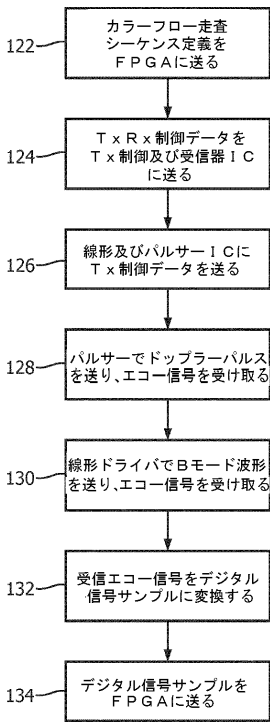 122
カラーフロー走査
シーケンス定義を
ＦＰＧＡに送る
124
ＴｘＲｘ制御データを
Ｔｘ制御及び受信器ＩＣ
に送る
126
線形及びパルサーＩＣに
Ｔｘ制御データを送る
128
パルサーでドップラーパルス
を送り、エコー信号を受け取る
130
線形ドライバでＢモード波形
を送り、エコー信号を受け取る
132
受信エコー信号をデジタル
信号サンプルに変換する
134
デジタル信号サンプルを
ＦＰＧＡに送る